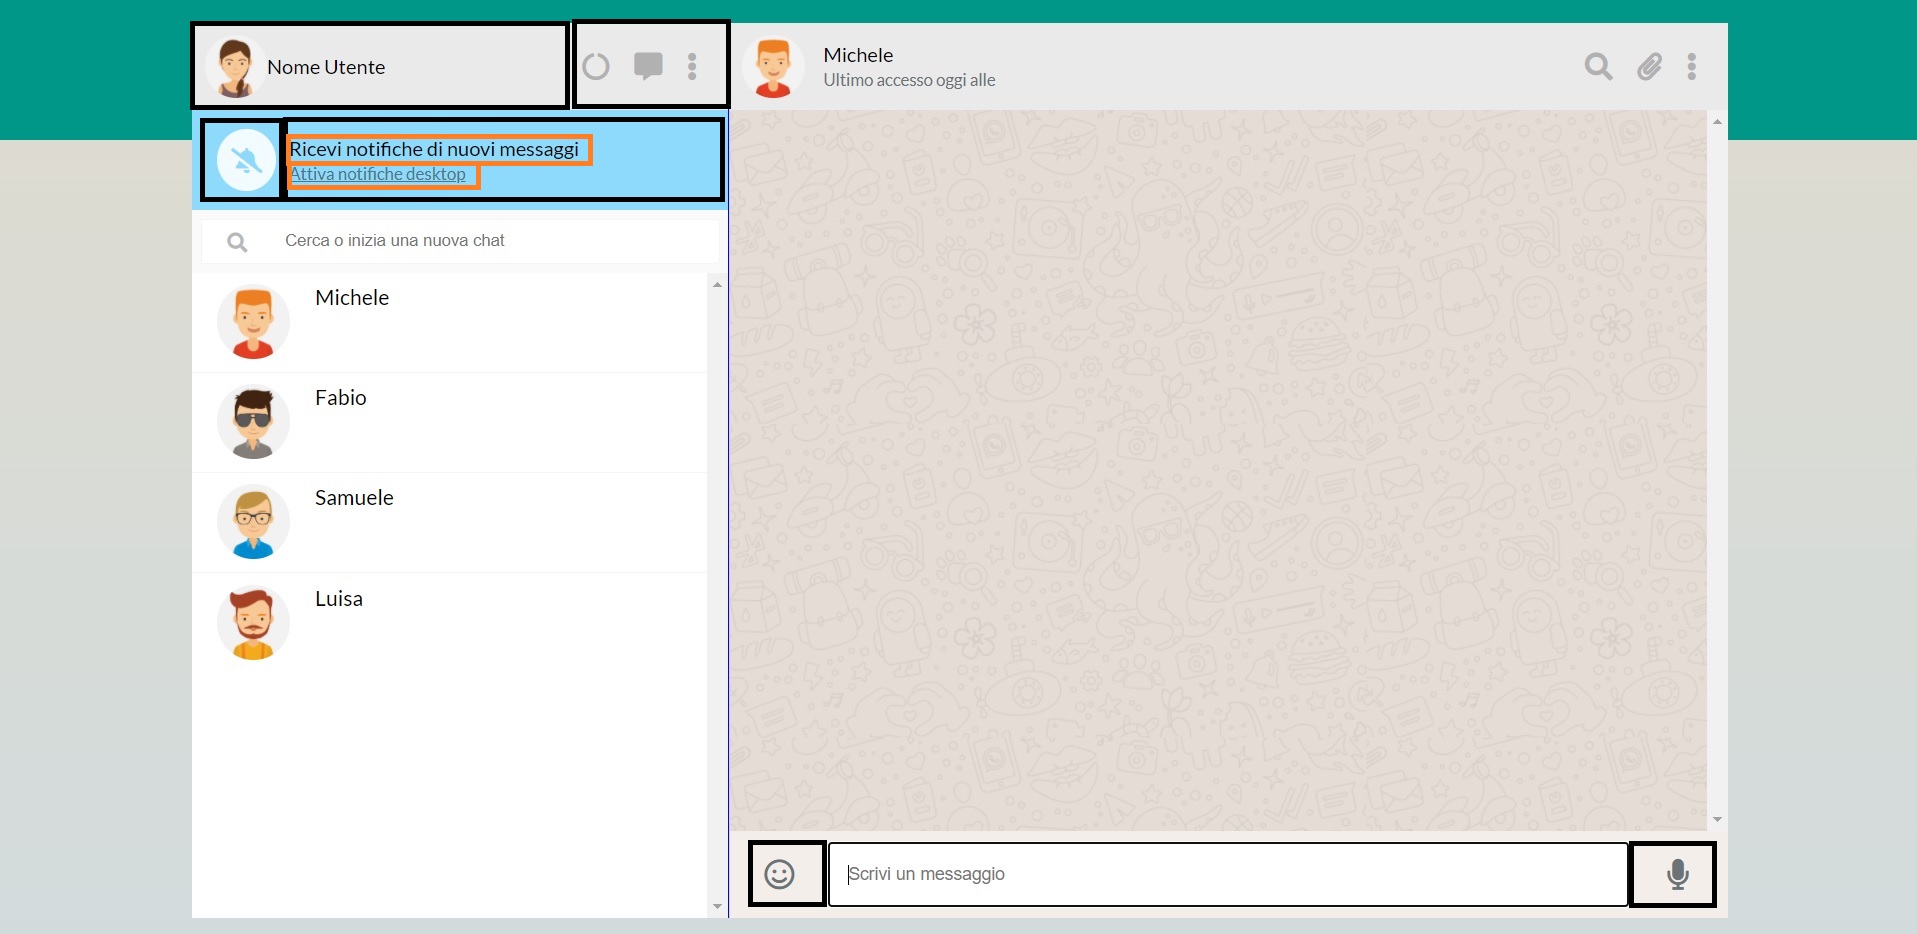 Nome Utente
Michele
Ultimo accesso oggi alle
Ricevi notifiche di nuovi messaggi
Attiva notifiche desktop
Cerca o inizia una nuova chat
Michele
Fabio
Samuele
Luisa
Scrivi un messaggio